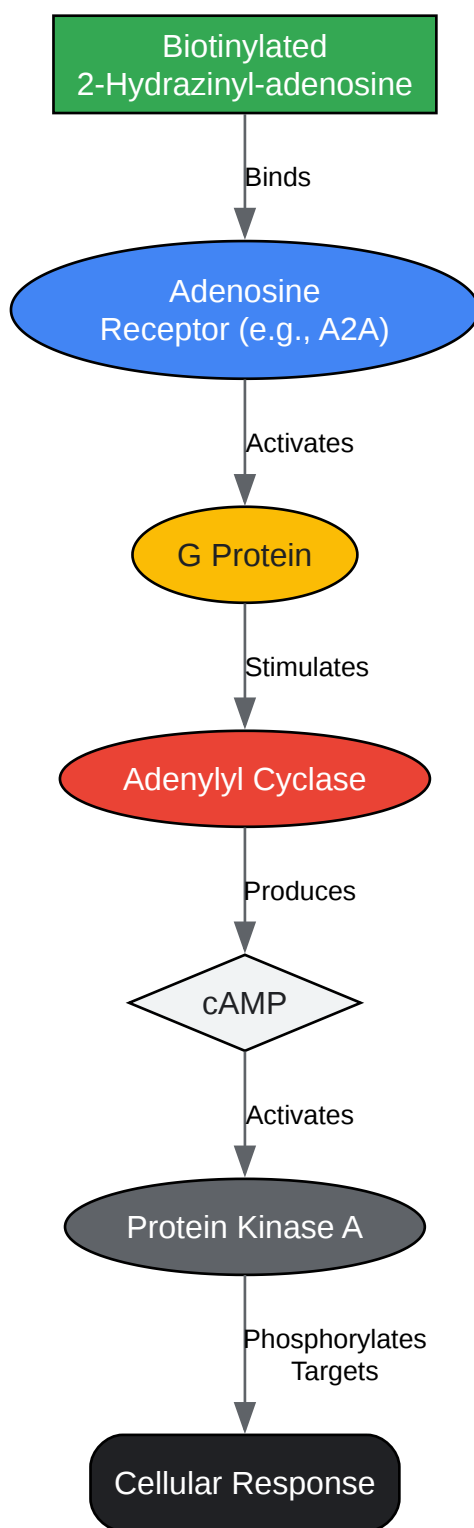 Biotinylated
2-Hydrazinyl-adenosine
Binds
Adenosine
Receptor (e.g., A2A)
Activates
G Protein
Stimulates
Adenylyl Cyclase
Produces
cAMP
Activates
Protein Kinase A
Phosphorylates
Targets
Cellular Response